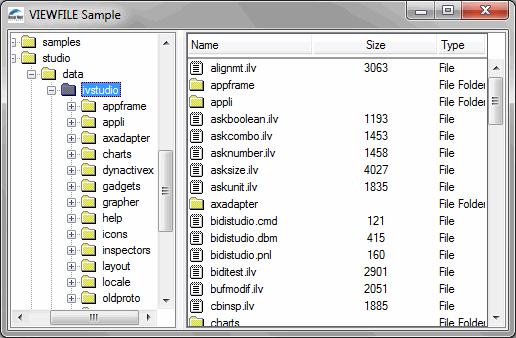 VIEWFILE Sample
samples
studio
data
ivstudio
appframe
appli
axadapter
charts
dynactivex
gadgets
grapher
help
icons
inspectors
layout
locale
oldproto
Name Size Type
alignmt.ilv 3063 File
appframe File Folder
appli File Folder
askboolean.ilv 1193 File
askcombo.ilv 1453 File
asknumber.ilv 1458 File
asksize.ilv 4027 File
askunit.ilv 1835 File
axadapter File Folder
bidistudio.cmd 121 File
bidistudio.dbm 415 File
bidistudio.pnl 160 File
biditest.ilv 2901 File
bufmodif.ilv 2051 File
cbinsp.ilv 1885 File
charts File Folder